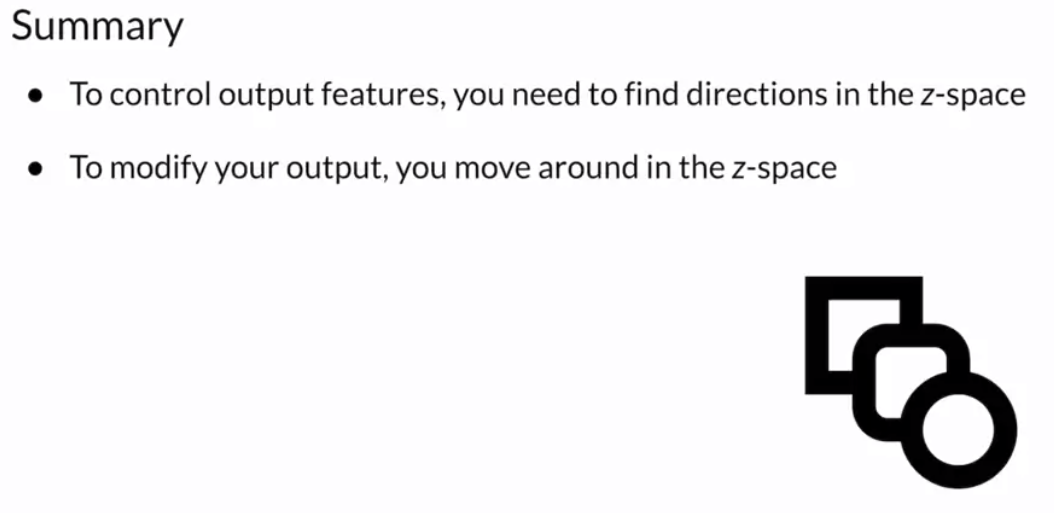 Summary
● To control output features, you need to find directions in the z-space
● To modify your output, you move around in the z-space